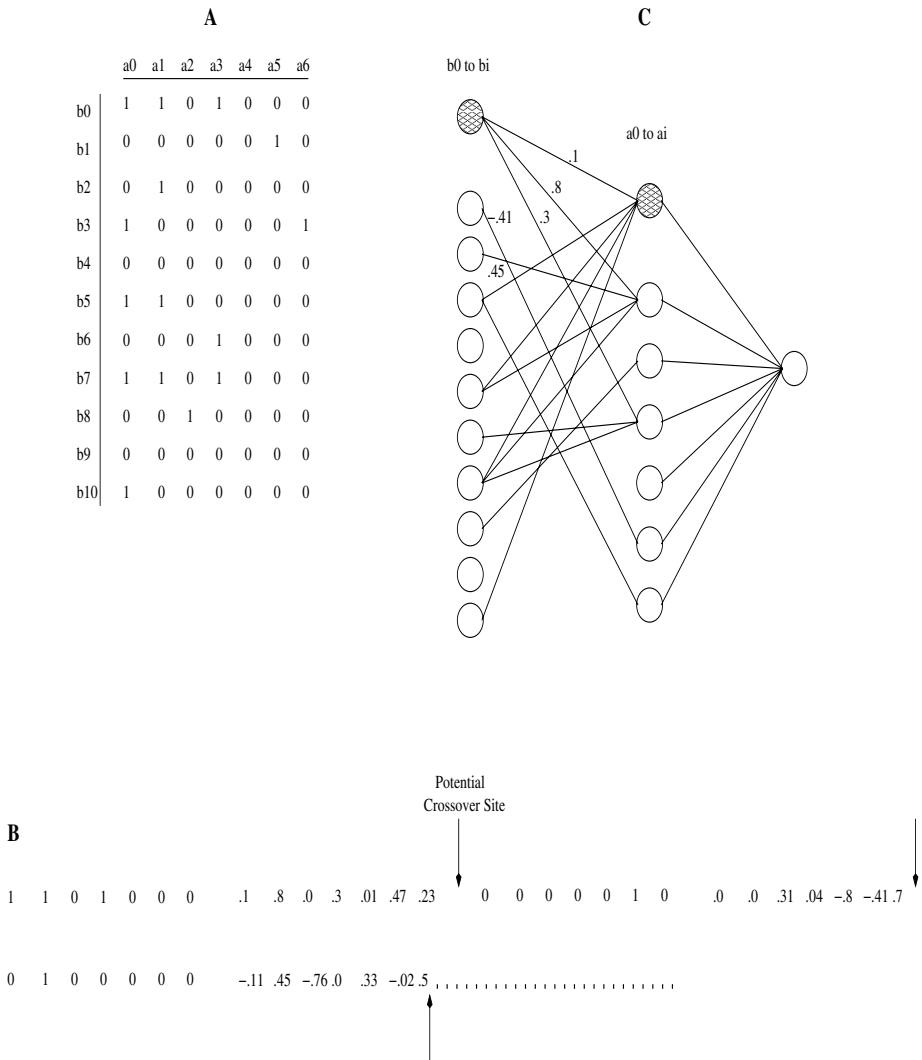 A
a0 a1 a2 a3 a4 a5 a6
b0 1 1 0 1 0 0 0
b1 0 0 0 0 0 1 0
b2 0 1 0 0 0 0 0
b3 1 0 0 0 0 0 1
b4 0 0 0 0 0 0 0
b5 1 1 0 0 0 0 0
b6 0 0 0 1 0 0 0
b7 1 1 0 1 0 0 0
b8 0 0 1 0 0 0 0
b9 0 0 0 0 0 0 0
b10 1 0 0 0 0 0 0
C
b0 to bi
a0 to ai
.1
.8
.3
-.41
.45
Potential
Crossover Site
B
1 1 0 1 0 0 0 .1 .8 .0 .3 .01 .47 .23 0 0 0 0 0 1 0 .0 .0 .31 .04 -.8 -.41 .7
0 1 0 0 0 0 0 -.11 .45 -.76 .0 .33 -.02 .5